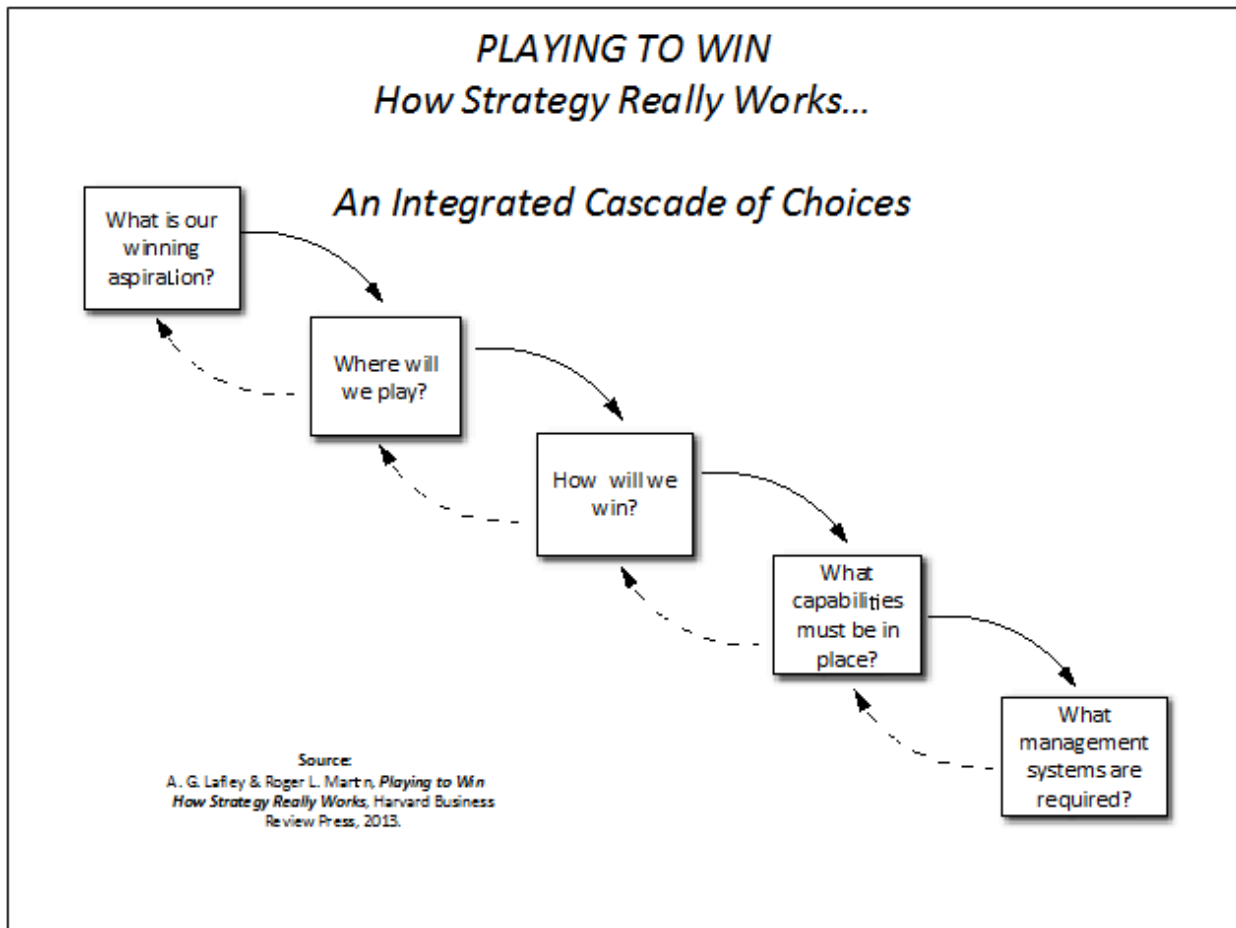 PLAYING TO WIN
How Strategy Really Works...
An Integrated Cascade of Choices
What is our
winning
aspiration?
Where will
we play?
How will we
win?
What
capabilities
must be in
place?
What
management
systems are
required?
Source:
A. G. Lafley & Roger L. Martin, Playing to Win
How Strategy Really Works, Harvard Business
Review Press, 2013.